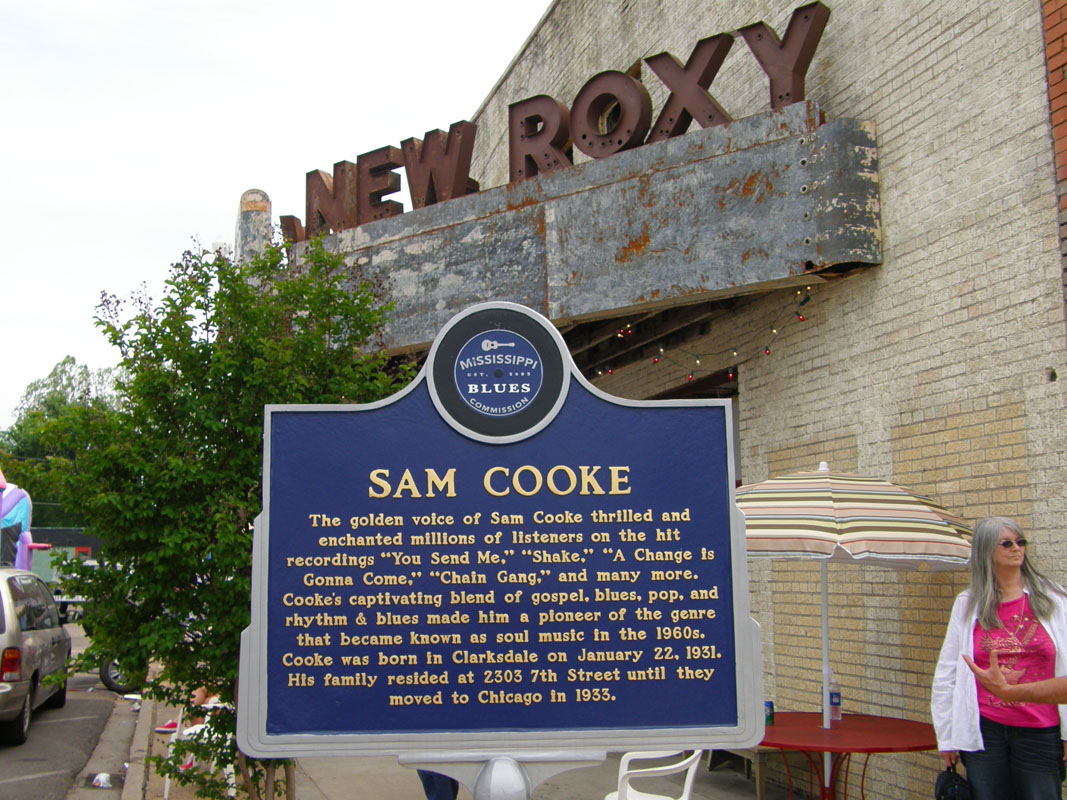 NEW ROXY
MISSISSIPPI
EST. 2003
BLUES
COMMISSION
SAM COOKE
The golden voice of Sam Cooke thrilled and
enchanted millions of listeners on the hit
recordings “You Send Me,” “Shake,” “A Change is
Gonna Come,” “Chain Gang,” and many more.
Cooke's captivating blend of gospel, blues, pop, and
rhythm & blues made him a pioneer of the genre
that became known as soul music in the 1960s.
Cooke was born in Clarksdale on January 22, 1931.
His family resided at 2303 7th Street until they
moved to Chicago in 1933.